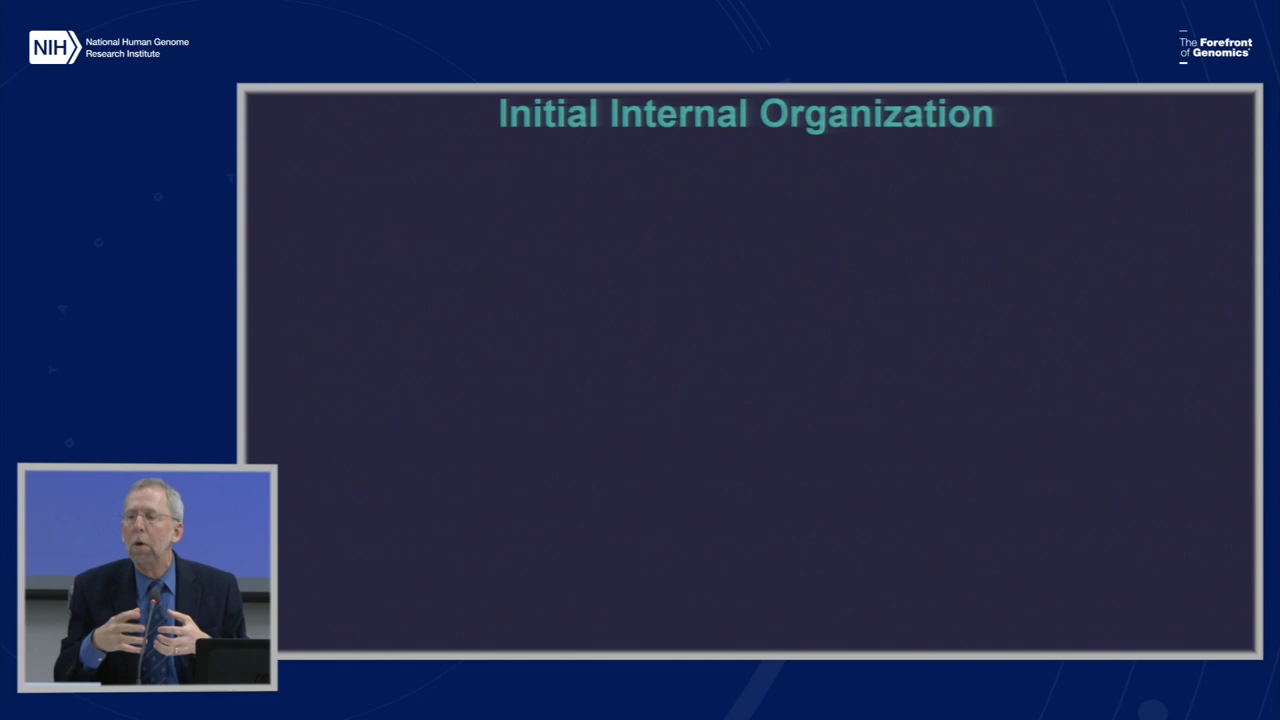 NIH
National Human Genome
Research Institute
The Forefront
of Genomics®
Initial Internal Organization